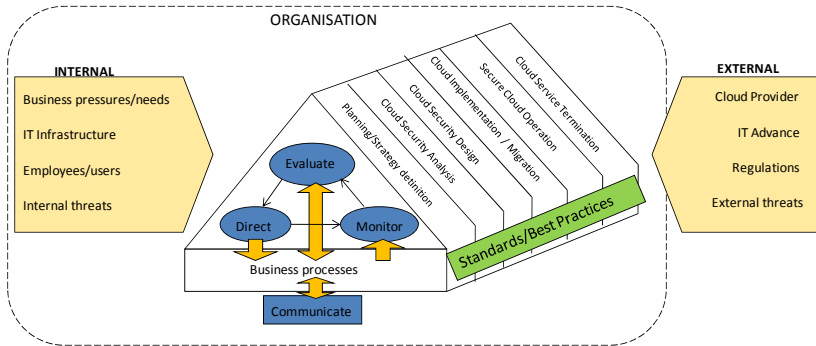 ORGANISATION
INTERNAL
Business pressures/needs
IT Infrastructure
Employees/users
Internal threats
Evaluate
Direct
Monitor
Business processes
Communicate
Planning/Strategy definition
Cloud Security Analysis
Cloud Security Design
Cloud Implementation / Migration
Secure Cloud Operation
Cloud Service Termination
Standards/Best Practices
EXTERNAL
Cloud Provider
IT Advance
Regulations
External threats